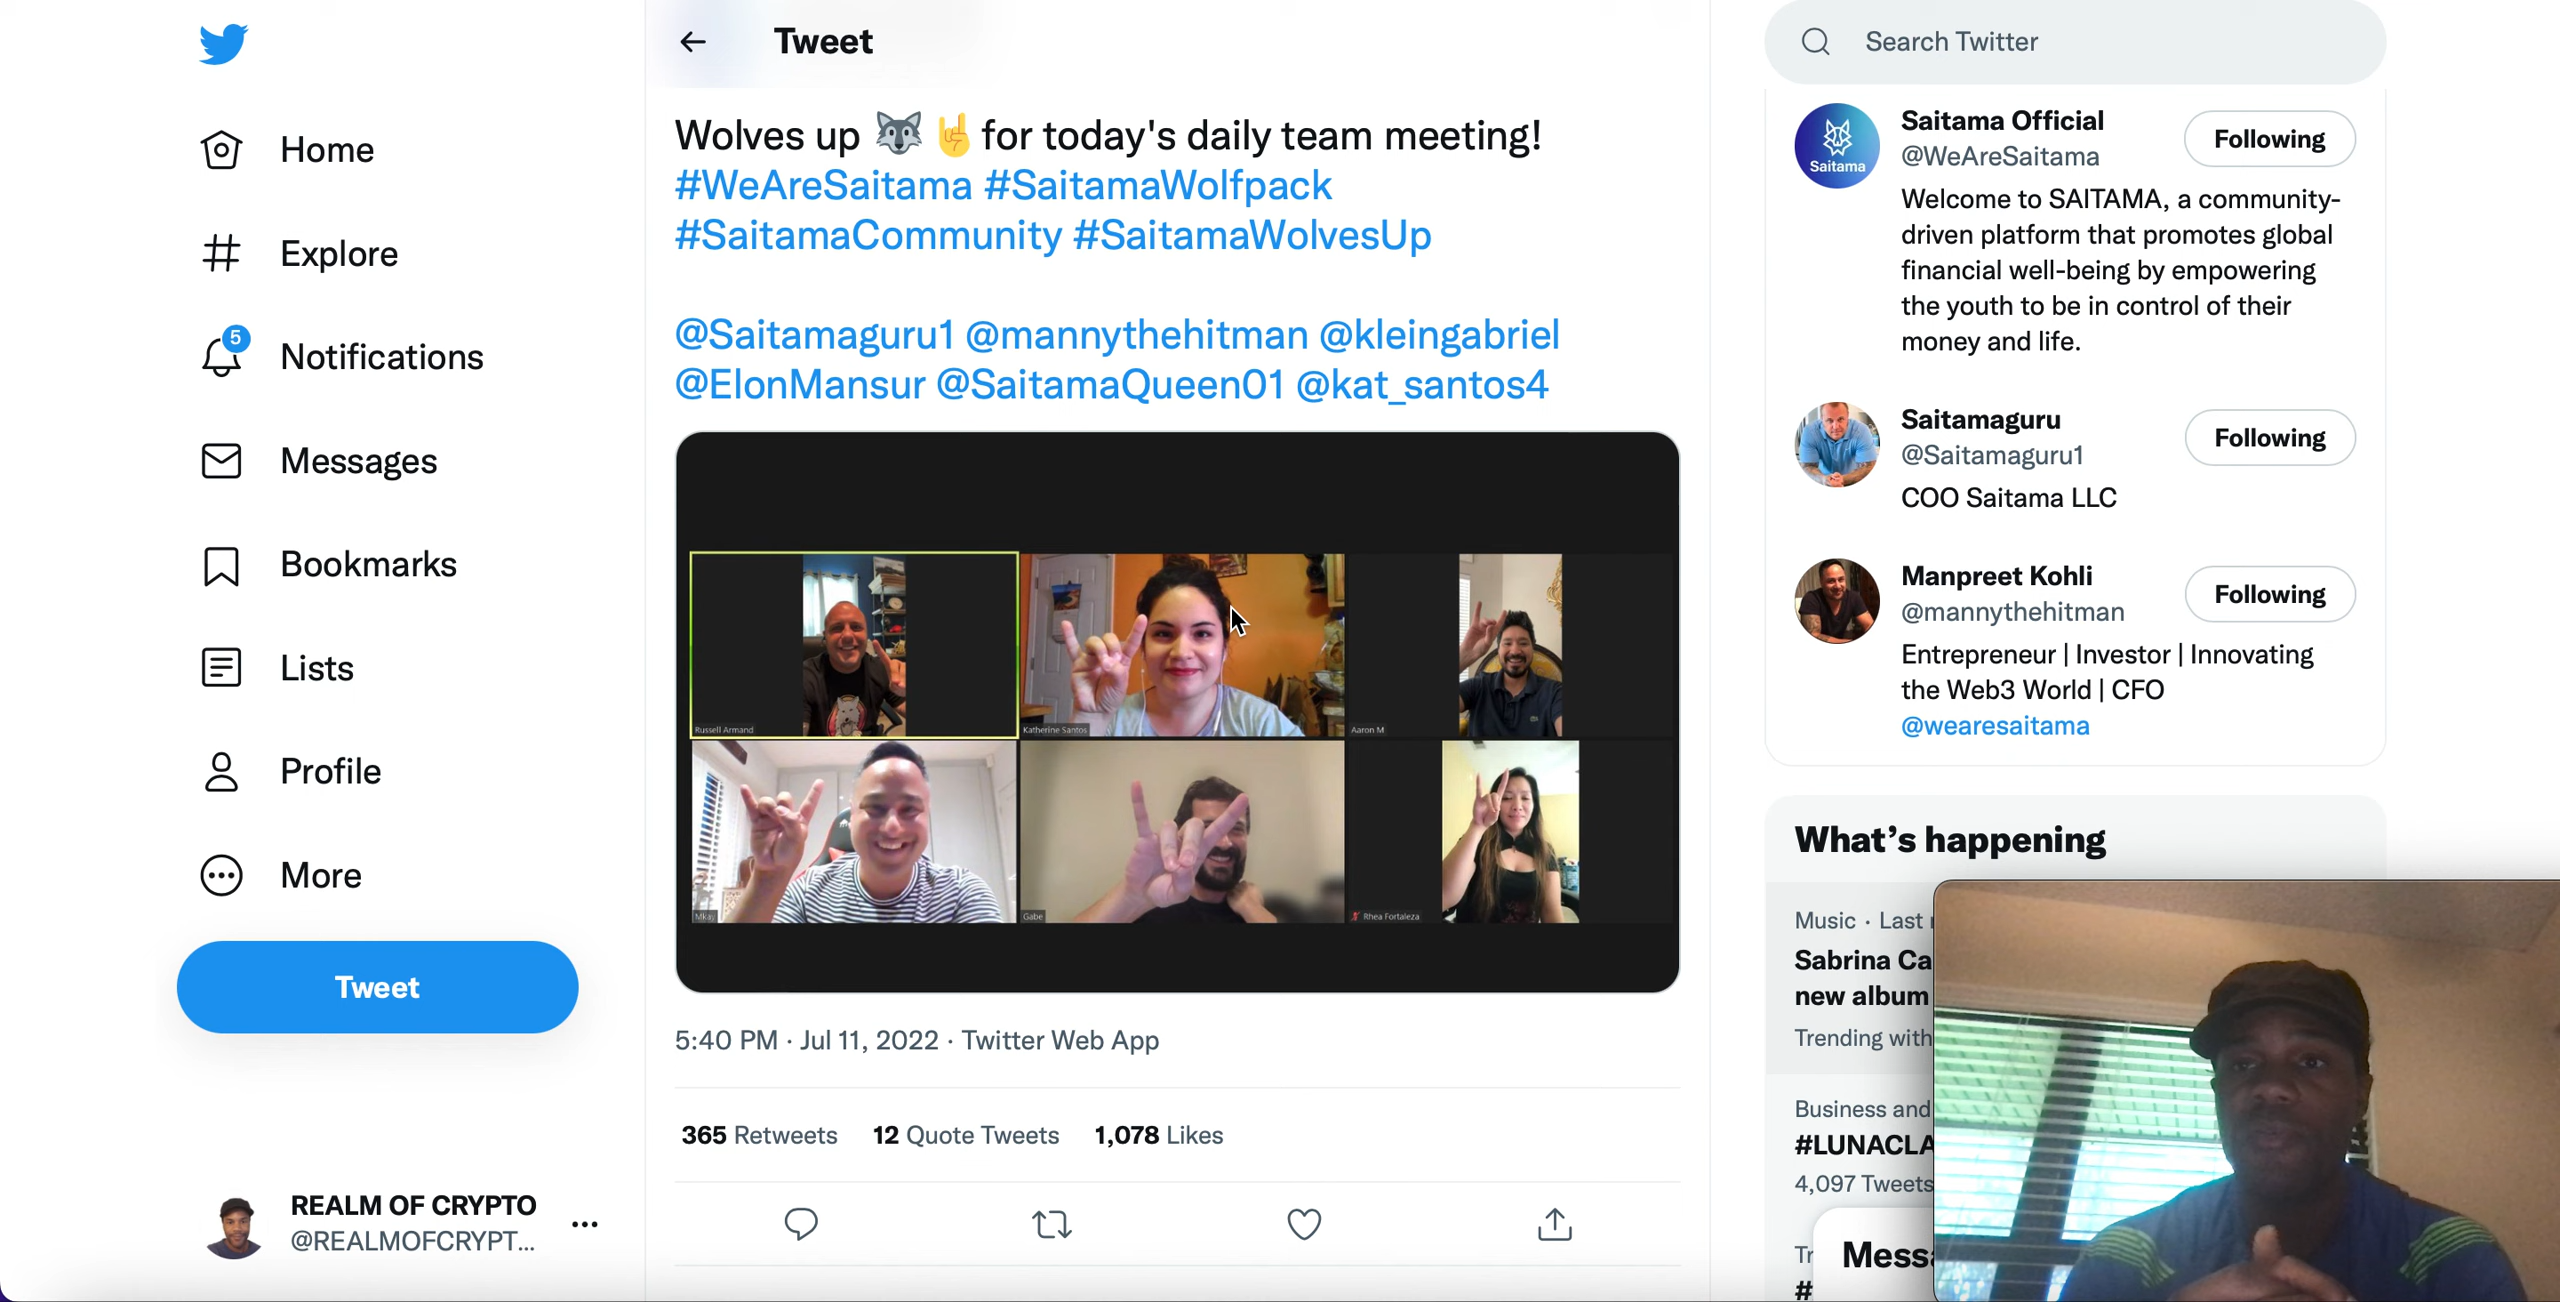 Home
Explore
5
Notifications
Messages
Bookmarks
Lists
Profile
More
Tweet
REALM OF CRYPTO
@REALMOFCRYPT...
Tweet
Wolves up 🐺 🤘 for today's daily team meeting!
#WeAreSaitama #SaitamaWolfpack
#SaitamaCommunity #SaitamaWolvesUp
@Saitamaguru1 @mannythehitman @kleingabriel
@ElonMansur @SaitamaQueen01 @kat_santos4
Russell Armand
Katherine Santos
Aaron M
Mkay
Gabe
Rhea Fortaleza
5:40 PM · Jul 11, 2022 · Twitter Web App
365 Retweets 12 Quote Tweets 1,078 Likes
Search Twitter
Saitama
Saitama Official
@WeAreSaitama
Following
Welcome to SAITAMA, a community-
driven platform that promotes global
financial well-being by empowering
the youth to be in control of their
money and life.
Saitamaguru
@Saitamaguru1
Following
COO Saitama LLC
Manpreet Kohli
@mannythehitman
Following
Entrepreneur | Investor | Innovating
the Web3 World | CFO
@wearesaitama
What's happening
Music · Last
Sabrina Ca
new album
Trending with
Business and
#LUNACLA
4,097 Tweets
Tr
#
Mess